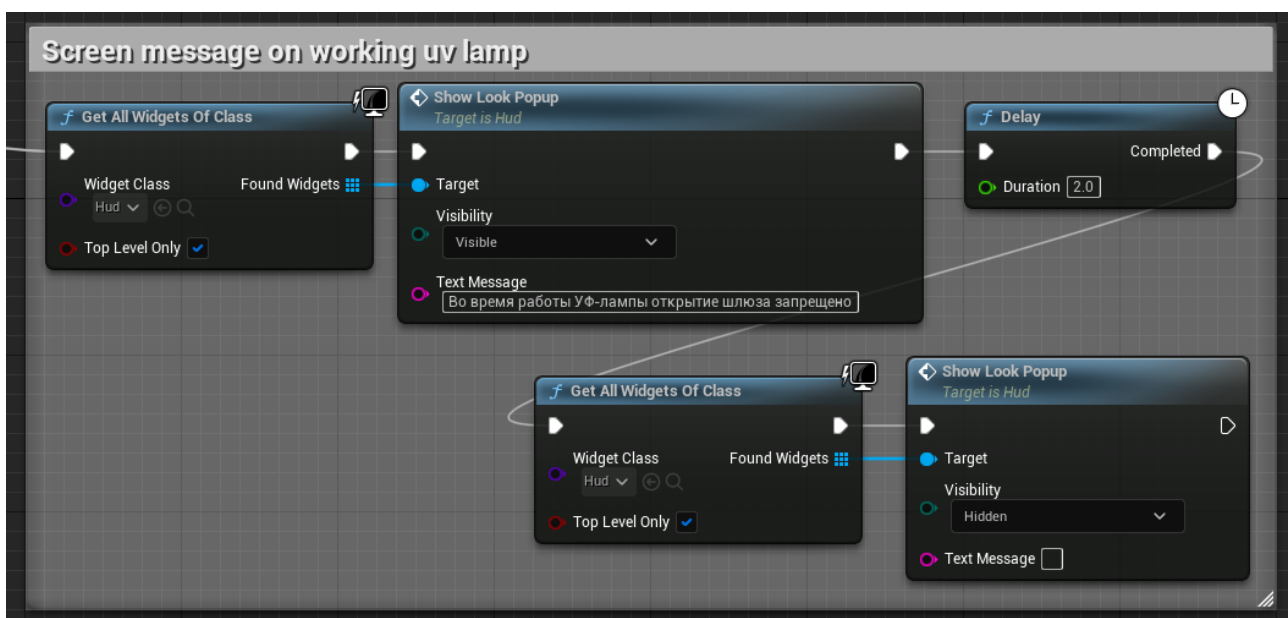 Screen message on working uv lamp
f Get All Widgets Of Class
Widget Class
Found Widgets
Hud
Top Level Only
Show Look Popup
Target is Hud
Target
Visibility
Visible
Text Message
Во время работы УФ-лампы открытие шлюза запрещено
f Delay
Completed
Duration 2.0
f Get All Widgets Of Class
Widget Class
Found Widgets
Hud
Top Level Only
Show Look Popup
Target is Hud
Target
Visibility
Hidden
Text Message